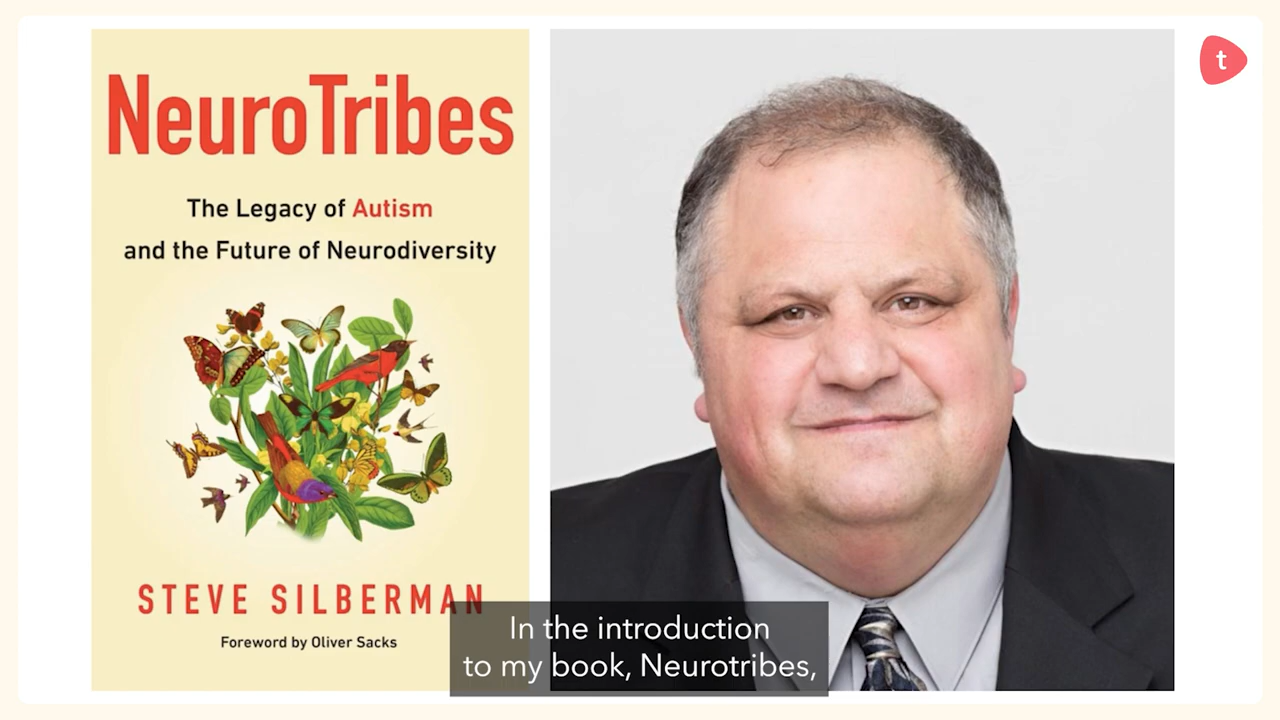 NeuroTribes
The Legacy of Autism
and the Future of Neurodiversity
STEVE SILBERMAN
Foreword by Oliver Sacks
t
In the introduction
to my book, Neurotribes,